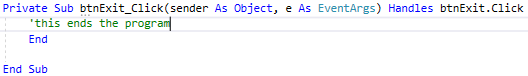 Private Sub btnExit_Click(sender As Object, e As EventArgs) Handles btnExit.Click
'this ends the program
End
End Sub